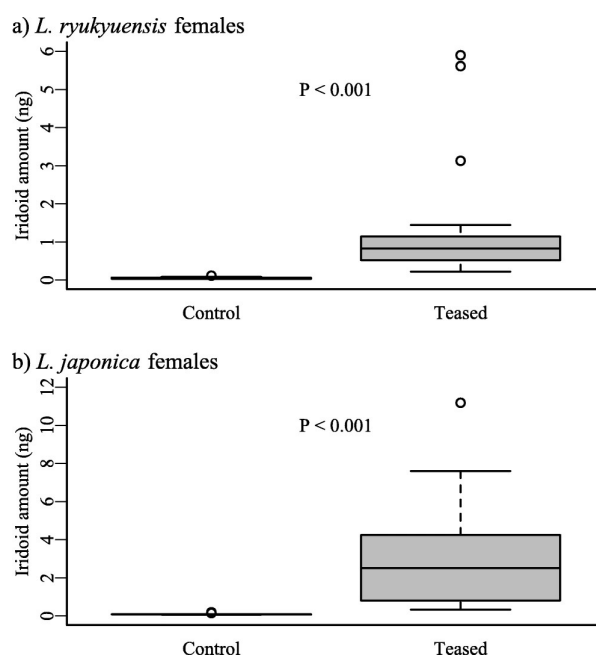 a) L. ryukyuensis females
Iridoid amount (ng)
6
5
4
3
2
1
0
P < 0.001
Control Teased
b) L. japonica females
Iridoid amount (ng)
12
10
8
6
4
2
0
P < 0.001
Control Teased